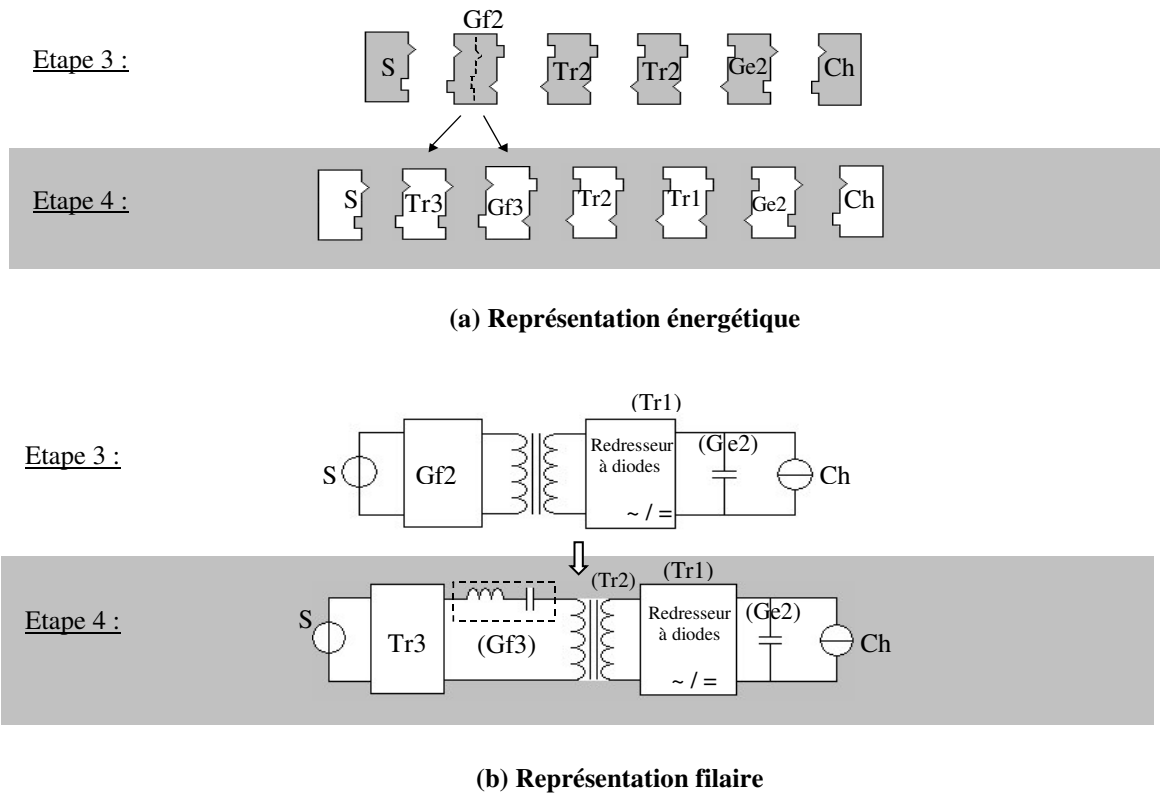 Gf2
Etape 3 :
S
Tr2
Tr2
Ge2
Ch
Etape 4 :
S
Tr3
Gf3
Tr2
Tr1
Ge2
Ch
(a) Représentation énergétique
Etape 3 :
(Tr1)
S
Gf2
Redresseur
à diodes
~ / =
(Ge2)
Ch
Etape 4 :
(Tr2)
(Tr1)
S
Tr3
(Gf3)
Redresseur
à diodes
~ / =
(Ge2)
Ch
(b) Représentation filaire